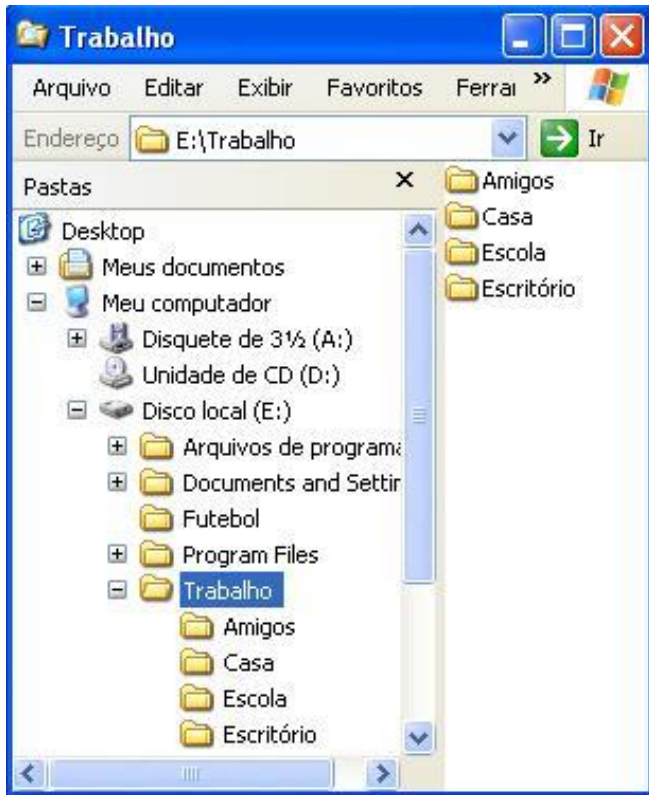 Trabalho
Arquivo Editar Exibir Favoritos Ferrai »
Endereço E:\Trabalho Ir
Pastas
Desktop
Meus documentos
Meu computador
Disquete de 3½ (A:)
Unidade de CD (D:)
Disco local (E:)
Arquivos de programa
Documents and Settin
Futebol
Program Files
Trabalho
Amigos
Casa
Escola
Escritório
Amigos
Casa
Escola
Escritório